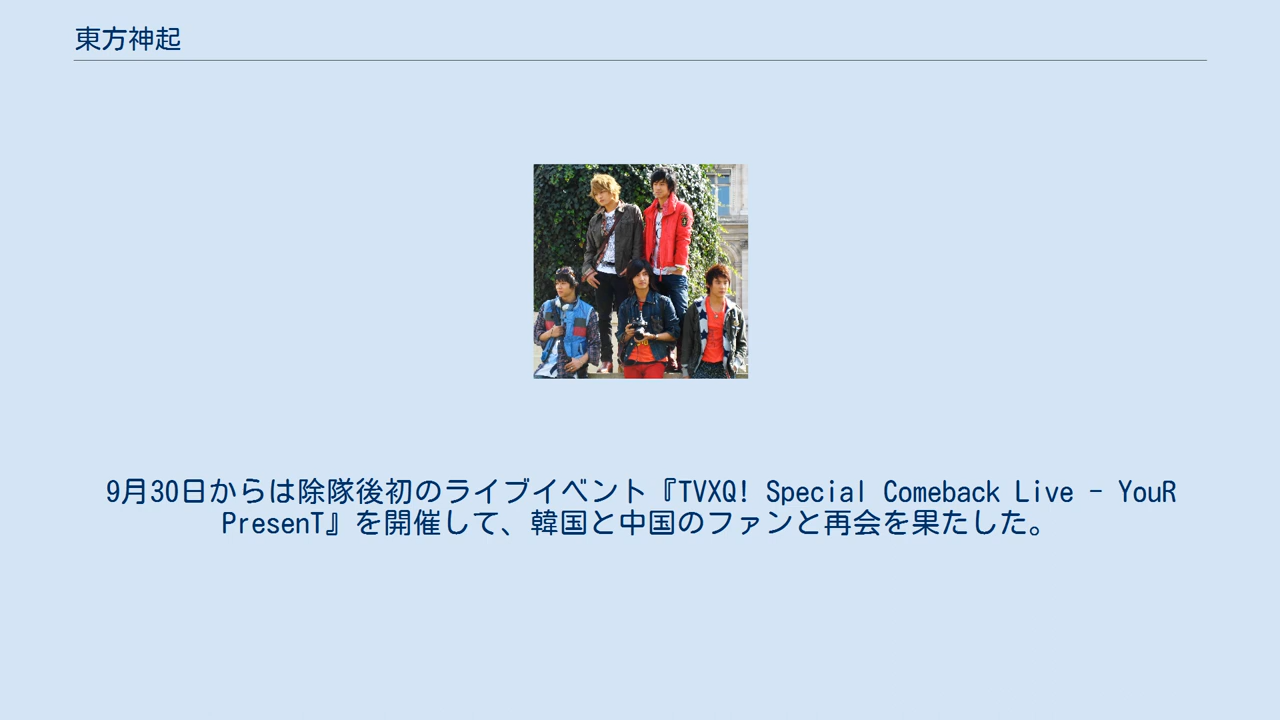 東方神起
9月30日からは除隊後初のライブイベント『TVXQ! Special Comeback Live - YouR
PresenT』を開催して、韓国と中国のファンと再会を果たした。